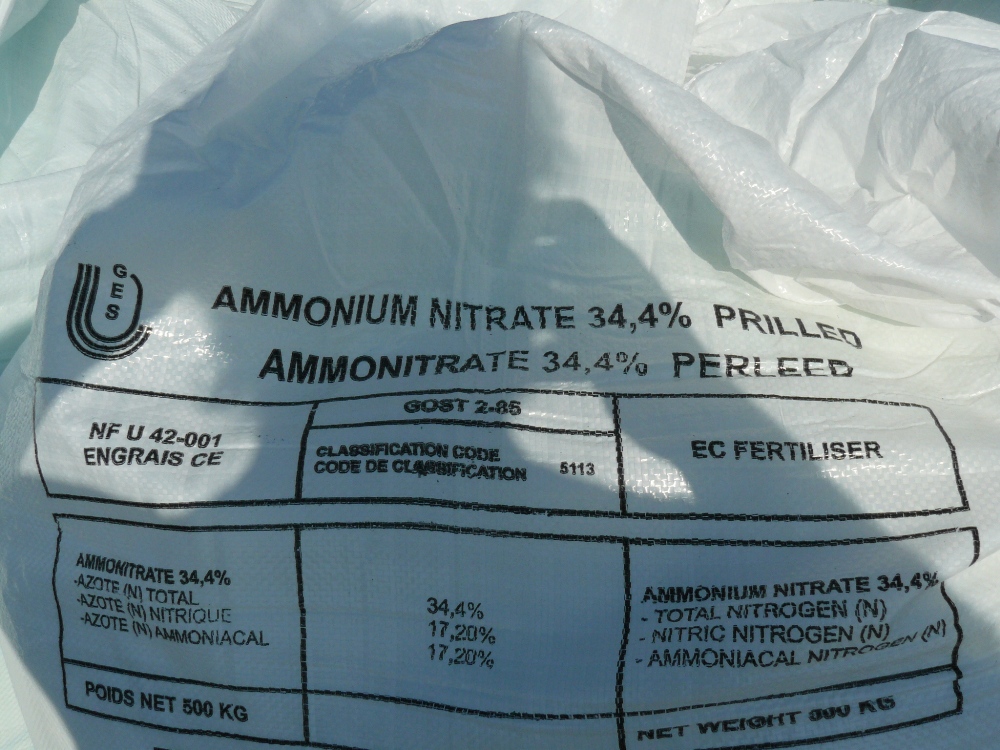 GES
AMMONIUM NITRATE 34,4% PRILLED
AMMONITRATE 34,4% PERLEED
NF U 42-001
ENGRAIS CE
GOST 2-85
CLASSIFICATION CODE
CODE DE CLASSIFICATION 5113
EC FERTILISER
AMMONITRATE 34,4%
-AZOTE (N) TOTAL
-AZOTE (N) NITRIQUE
-AZOTE (N) AMMONIACAL
34,4%
17,20%
17,20%
AMMONIUM NITRATE 34,4%
- TOTAL NITROGEN (N)
- NITRIC NITROGEN (N)
- AMMONIACAL NITROGEN (N)
POIDS NET 500 KG
NET WEIGHT KG